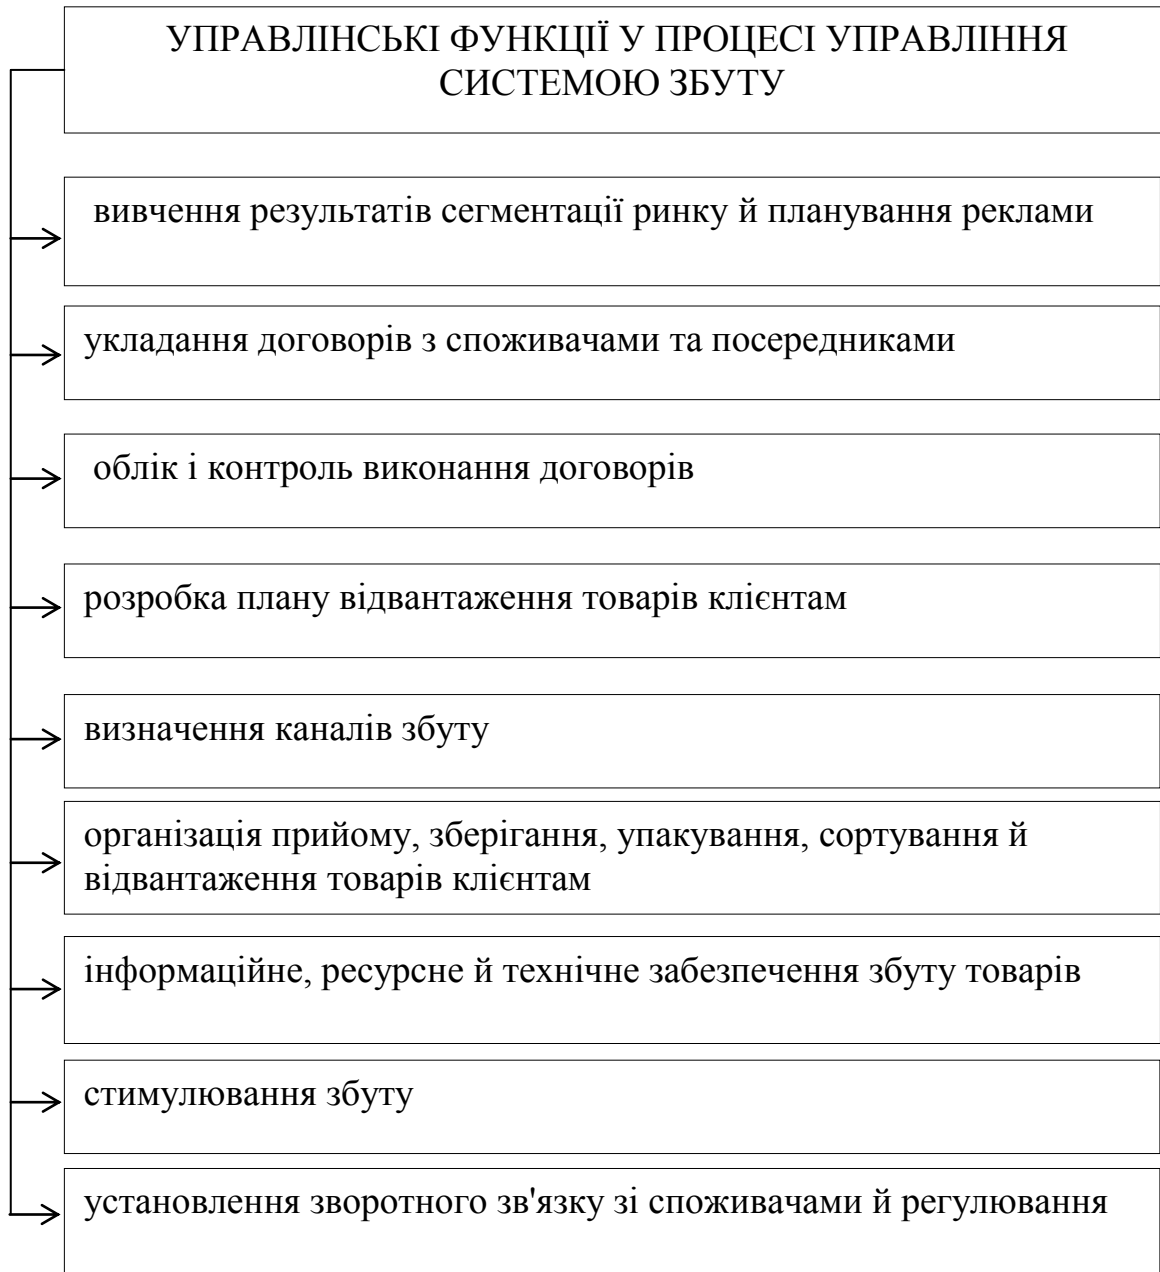 УПРАВЛІНСЬКІ ФУНКЦІЇ У ПРОЦЕСІ УПРАВЛІННЯ
СИСТЕМОЮ ЗБУТУ
вивчення результатів сегментації ринку й планування реклами
укладання договорів з споживачами та посередниками
облік і контроль виконання договорів
розробка плану відвантаження товарів клієнтам
визначення каналів збуту
організація прийому, зберігання, упакування, сортування й
відвантаження товарів клієнтам
інформаційне, ресурсне й технічне забезпечення збуту товарів
стимулювання збуту
установлення зворотного зв'язку зі споживачами й регулювання